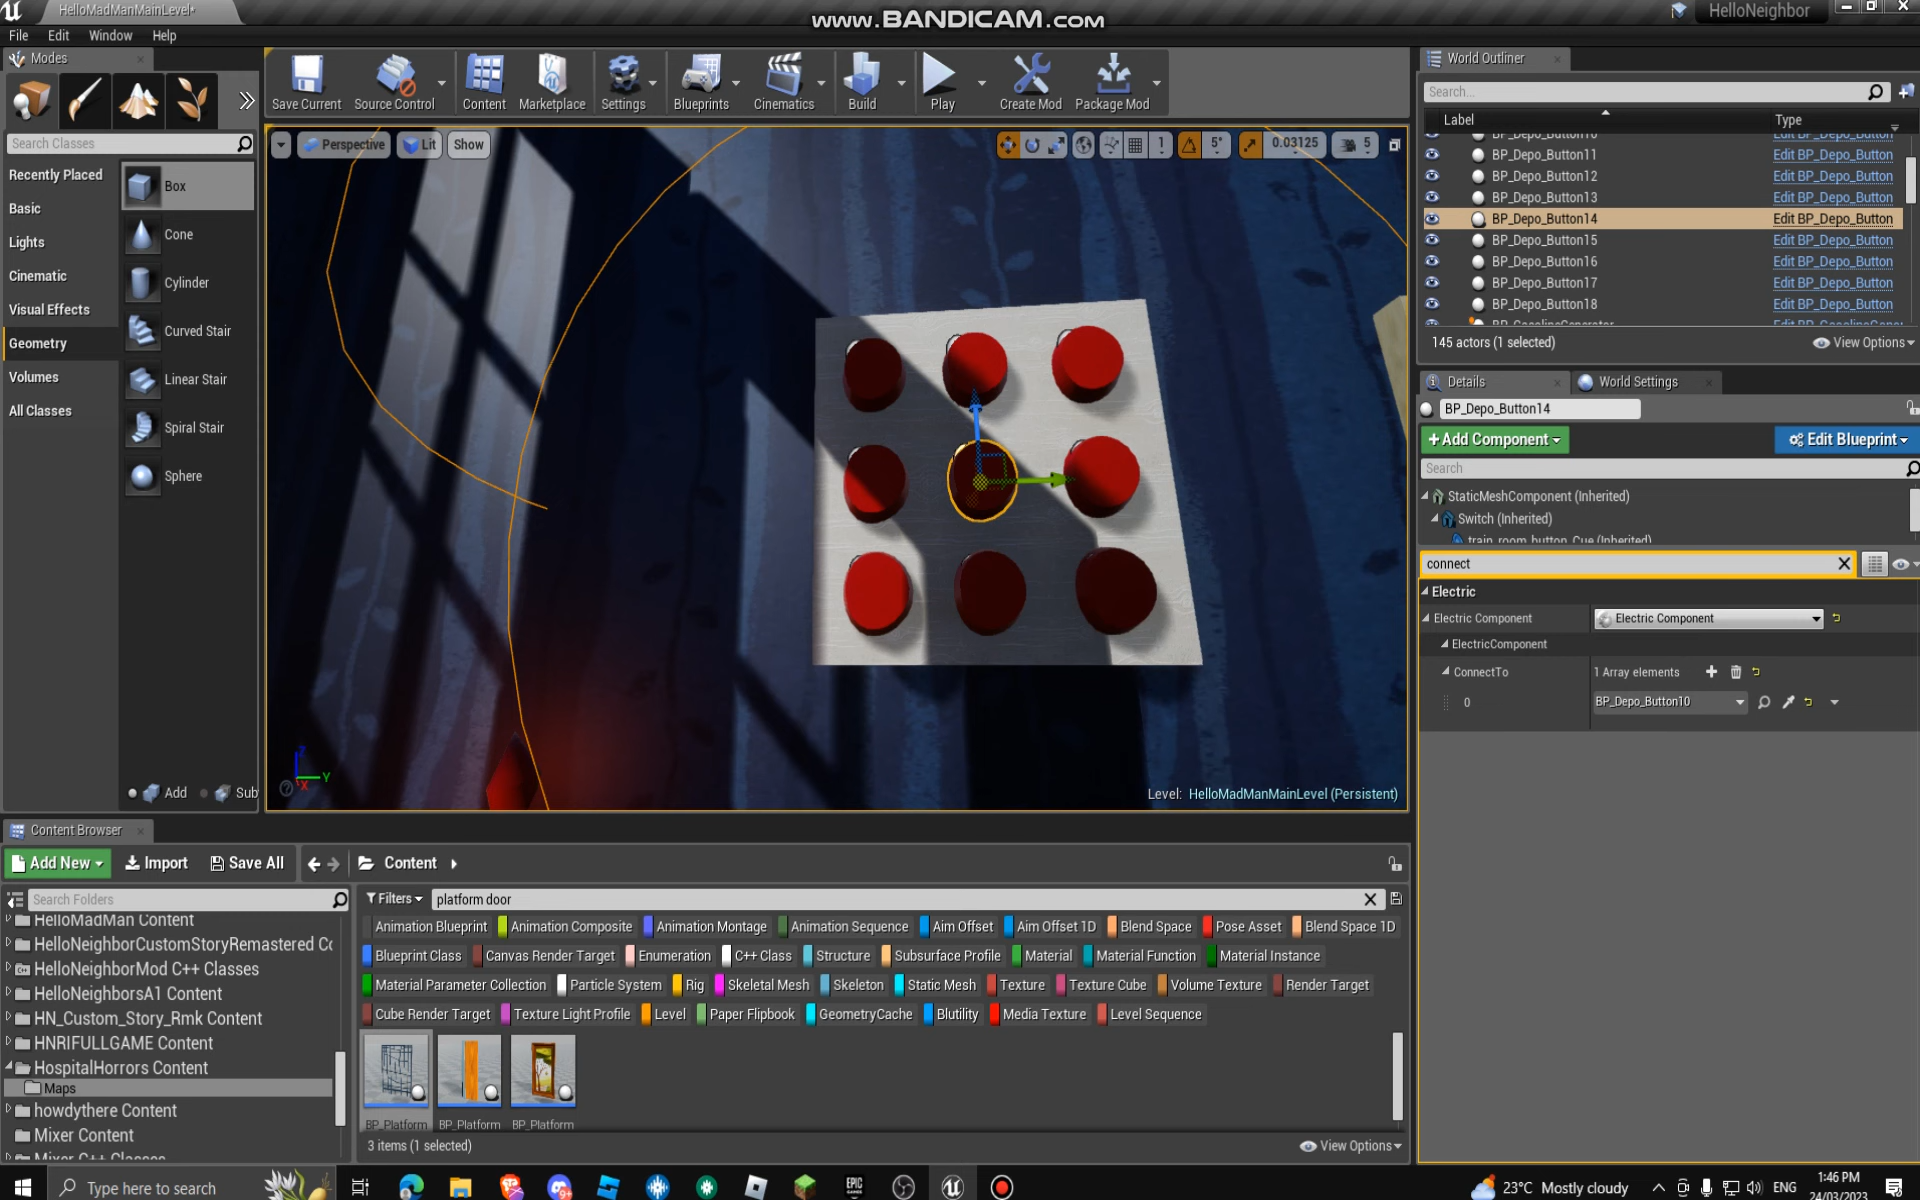 www.BANDICAM.com
HelloMadManMainLevel*
HelloNeighbor
File Edit Window Help
Modes
Save Current
Source Control
Content
Marketplace
Settings
Blueprints
Cinematics
Build
Play
Create Mod
Package Mod
Search Classes
Recently Placed
Basic
Lights
Cinematic
Visual Effects
Geometry
Volumes
All Classes
Box
Cone
Cylinder
Curved Stair
Linear Stair
Spiral Stair
Sphere
Add
Sub
Perspective
Lit
Show
1
5°
0.03125
5
Level: HelloMadManMainLevel (Persistent)
World Outliner
Search...
Label Type
BP_Depo_Button10 Edit BP_Depo_Button
BP_Depo_Button11 Edit BP_Depo_Button
BP_Depo_Button12 Edit BP_Depo_Button
BP_Depo_Button13 Edit BP_Depo_Button
BP_Depo_Button14 Edit BP_Depo_Button
BP_Depo_Button15 Edit BP_Depo_Button
BP_Depo_Button16 Edit BP_Depo_Button
BP_Depo_Button17 Edit BP_Depo_Button
BP_Depo_Button18 Edit BP_Depo_Button
145 actors (1 selected)
View Options
Details
World Settings
BP_Depo_Button14
+Add Component
Edit Blueprint
Search
StaticMeshComponent (Inherited)
Switch (Inherited)
train_room_button_Cue (Inherited)
connect
Electric
Electric Component Electric Component
ElectricComponent
ConnectTo 1 Array elements
0 BP_Depo_Button10
Content Browser
Add New
Import
Save All
Content
Search Folders
HelloMadMan Content
HelloNeighborCustomStoryRemastered Co
HelloNeighborMod C++ Classes
HelloNeighborsA1 Content
HN_Custom_Story_Rmk Content
HNRIFULLGAME Content
HospitalHorrors Content
Maps
howdythere Content
Mixer Content
Mixer C++ Classes
Filters
platform door
Animation Blueprint Animation Composite Animation Montage Animation Sequence Aim Offset Aim Offset 1D Blend Space Pose Asset Blend Space 1D
Blueprint Class Canvas Render Target Enumeration C++ Class Structure Subsurface Profile Material Material Function Material Instance
Material Parameter Collection Particle System Rig Skeletal Mesh Skeleton Static Mesh Texture Texture Cube Volume Texture Render Target
Cube Render Target Texture Light Profile Level Paper Flipbook GeometryCache Blutility Media Texture Level Sequence
BP_Platform BP_Platform BP_Platform
3 items (1 selected)
View Options
Type here to search
EPIC
23°C Mostly cloudy
ENG
1:46 PM
24/03/2023